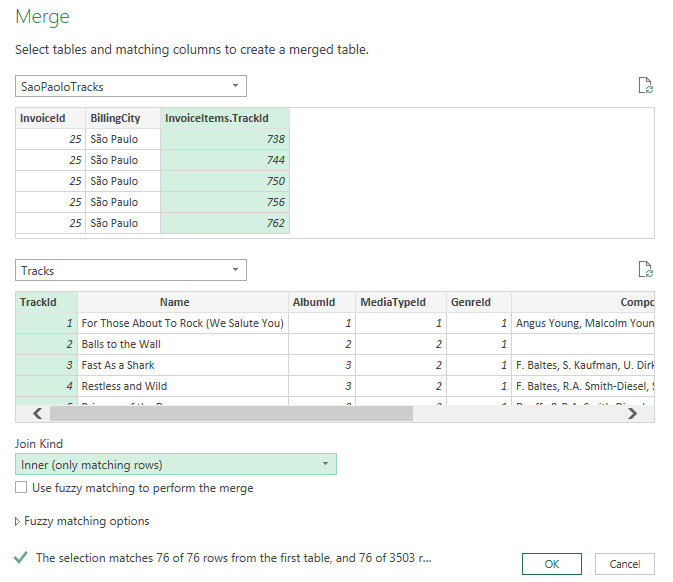 Merge
Select tables and matching columns to create a merged table.
SaoPaoloTracks
InvoiceId BillingCity InvoiceItems.TrackId
25 São Paulo 738
25 São Paulo 744
25 São Paulo 750
25 São Paulo 756
25 São Paulo 762
Tracks
TrackId Name AlbumId MediaTypeId GenreId Compo
1 For Those About To Rock (We Salute You) 1 1 1 Angus Young, Malcolm Youn
2 Balls to the Wall 2 2 1
3 Fast As a Shark 3 2 1 F. Baltes, S. Kaufman, U. Dirk
4 Restless and Wild 3 2 1 F. Baltes, R.A. Smith-Diesel, S
Join Kind
Inner (only matching rows)
Use fuzzy matching to perform the merge
Fuzzy matching options
The selection matches 76 of 76 rows from the first table, and 76 of 3503 r...
OK Cancel